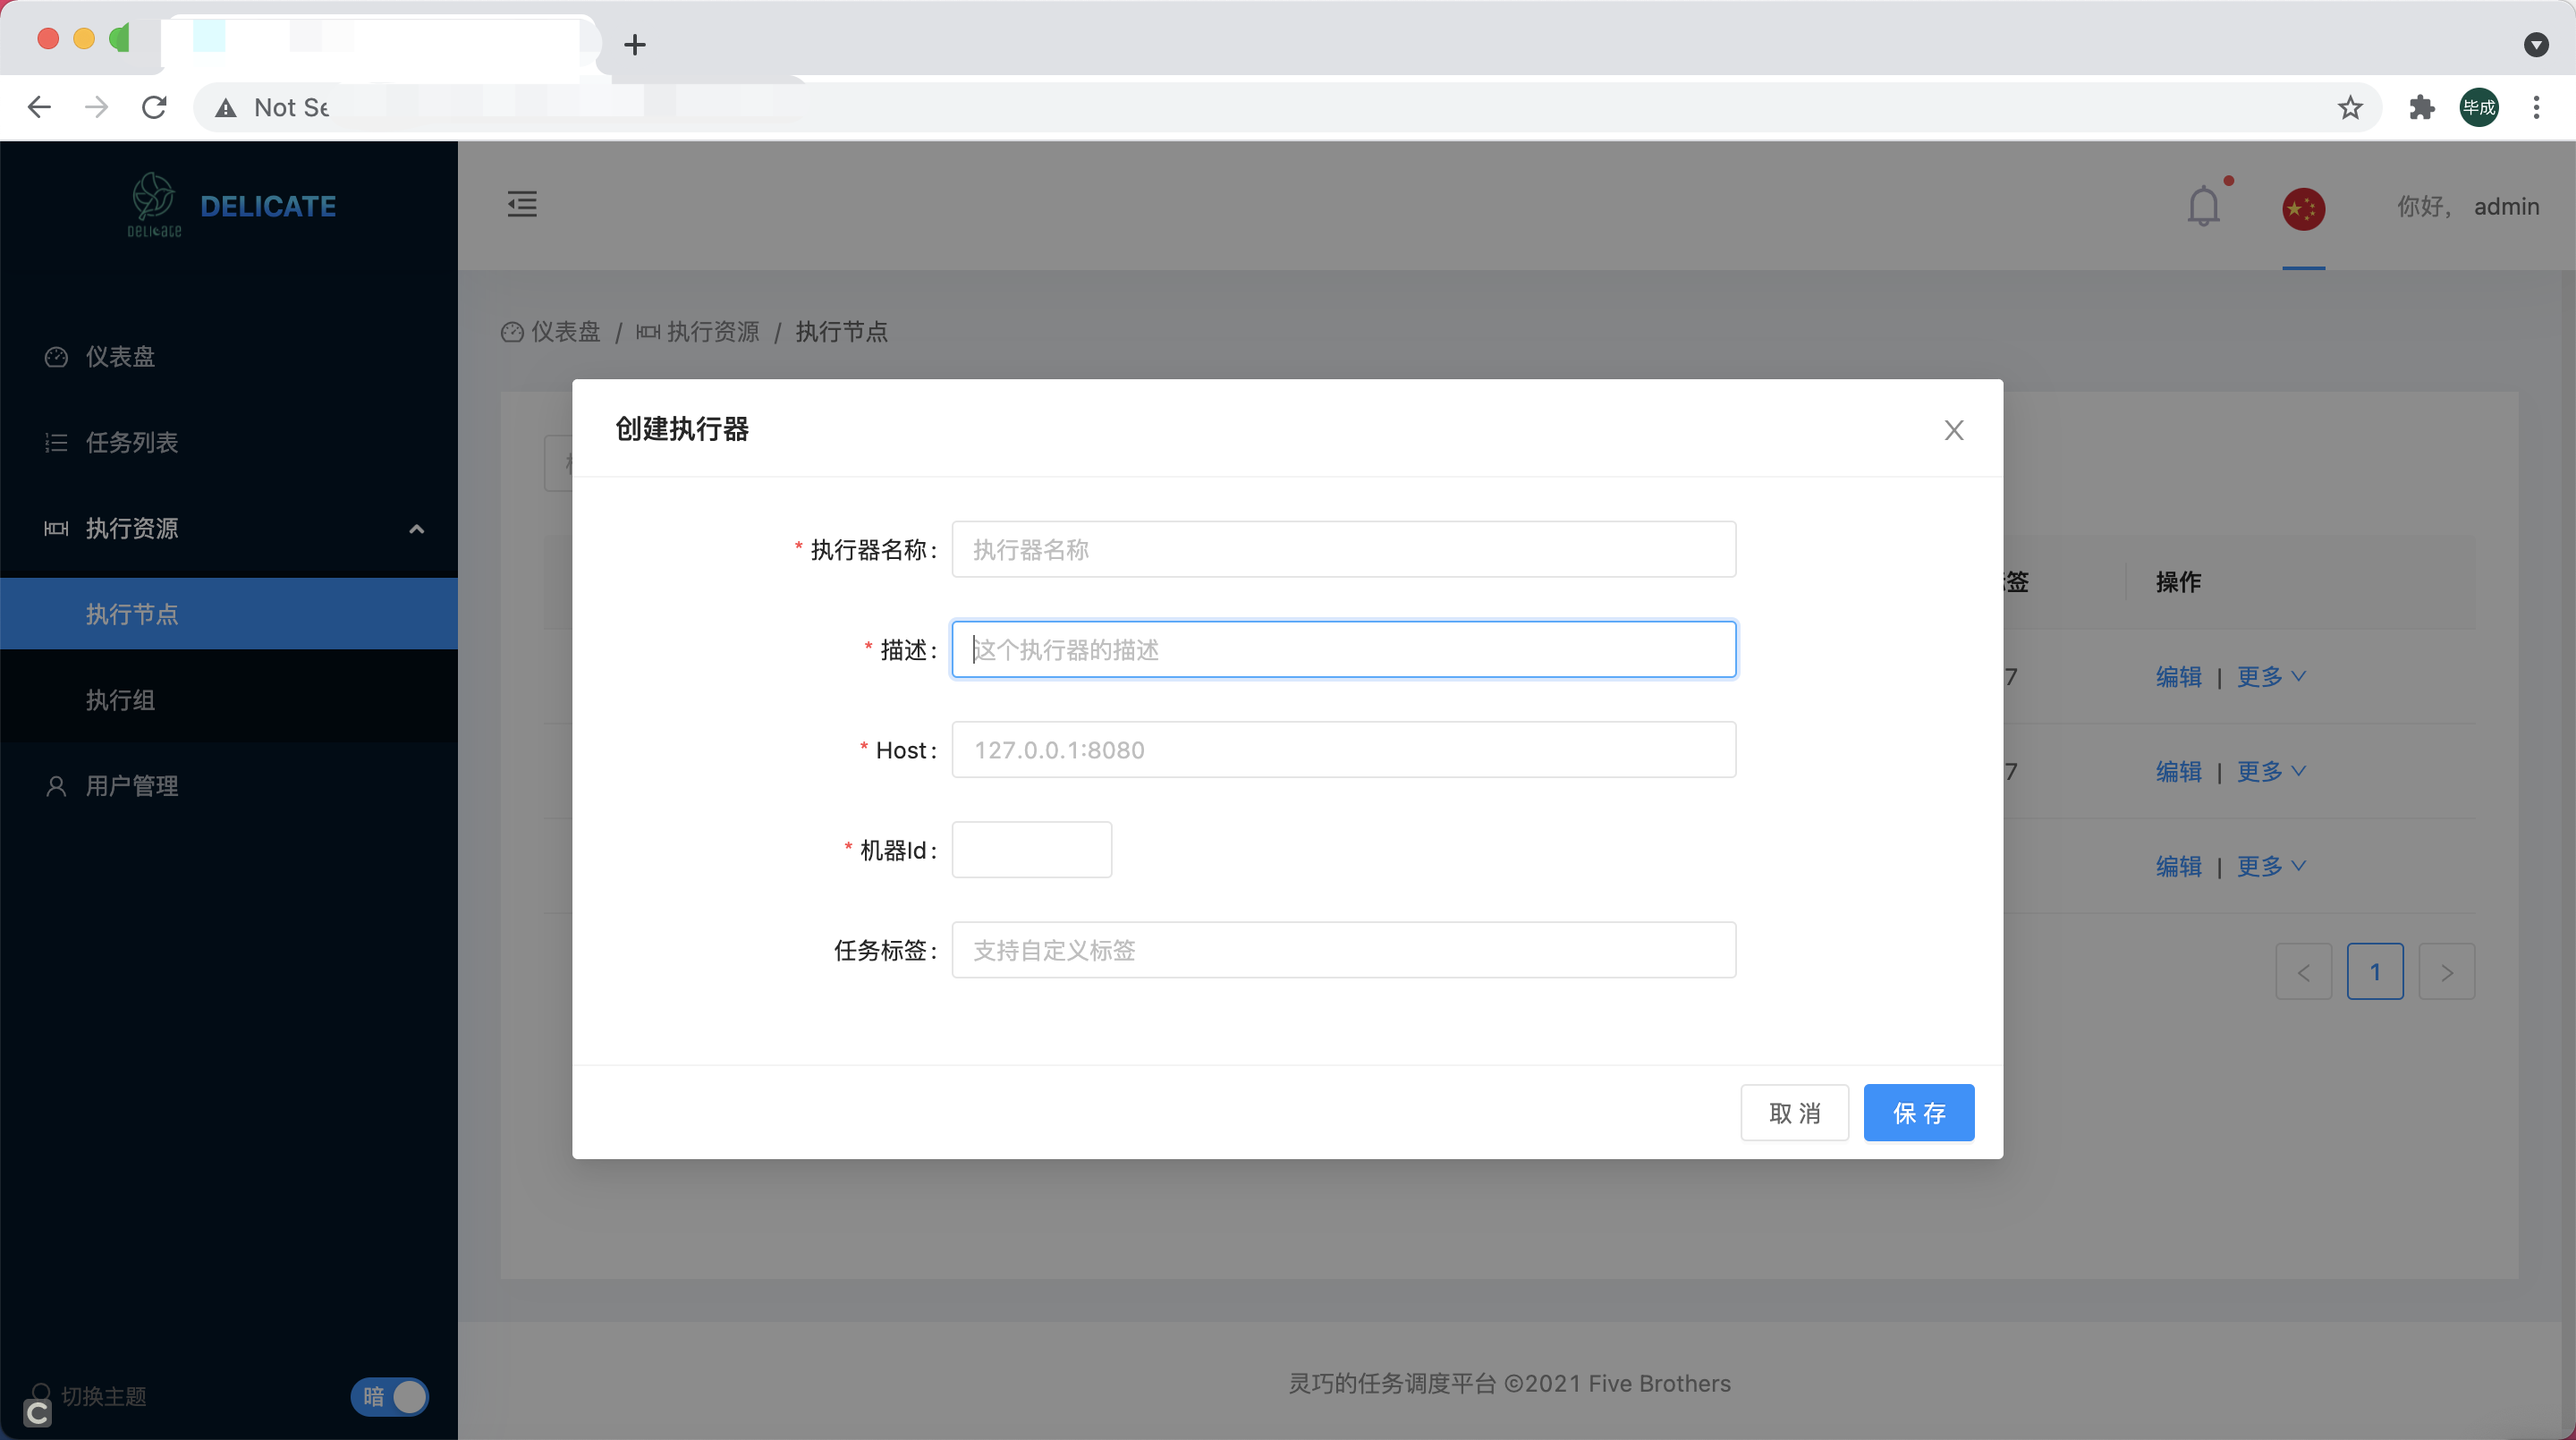 Not Se
毕成
DELICATE
DELICATE
你好, admin
仪表盘 / 执行资源 / 执行节点
仪表盘
任务列表
执行资源
执行节点
执行组
用户管理
切换主题
暗
C
创建执行器
* 执行器名称:
执行器名称
* 描述:
这个执行器的描述
* Host:
127.0.0.1:8080
* 机器Id:
任务标签:
支持自定义标签
取 消
保 存
签
操作
7
编辑 | 更多
7
编辑 | 更多
编辑 | 更多
< 1 >
灵巧的任务调度平台 ©2021 Five Brothers